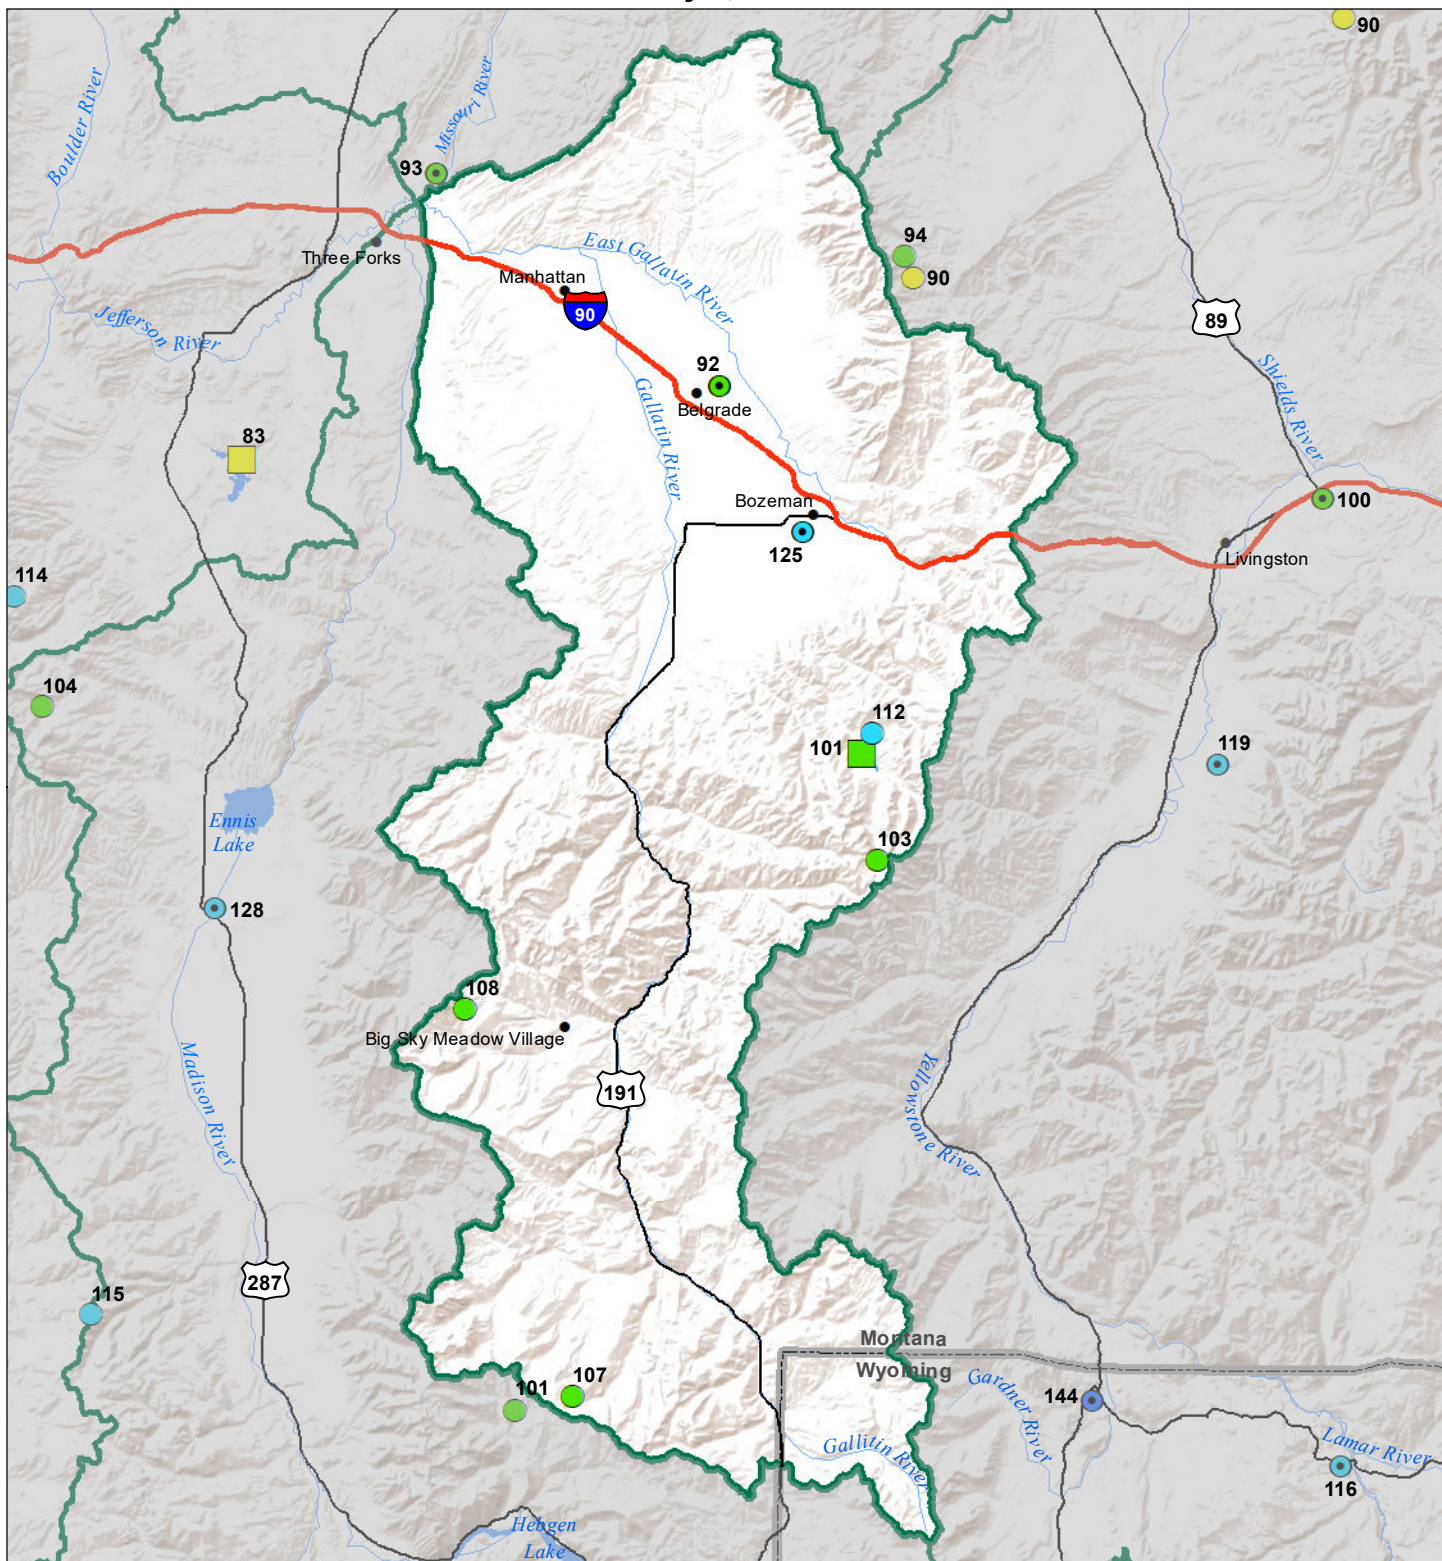 90
Boulder River
Missouri River
93
94
90
Three Forks
Manhattan
90
East Gallatin River
89
Jefferson River
92
Belgrade
Gallatin River
Shields River
83
Bozeman
125
100
Livingston
114
104
112
101
119
Ennis
Lake
103
128
108
Big Sky Meadow Village
Madison River
191
Yellowstone River
287
115
Montana
Wyoming
101
107
Gardner River
144
Gallitin River
Lamar River
116
Hebgen
Lake